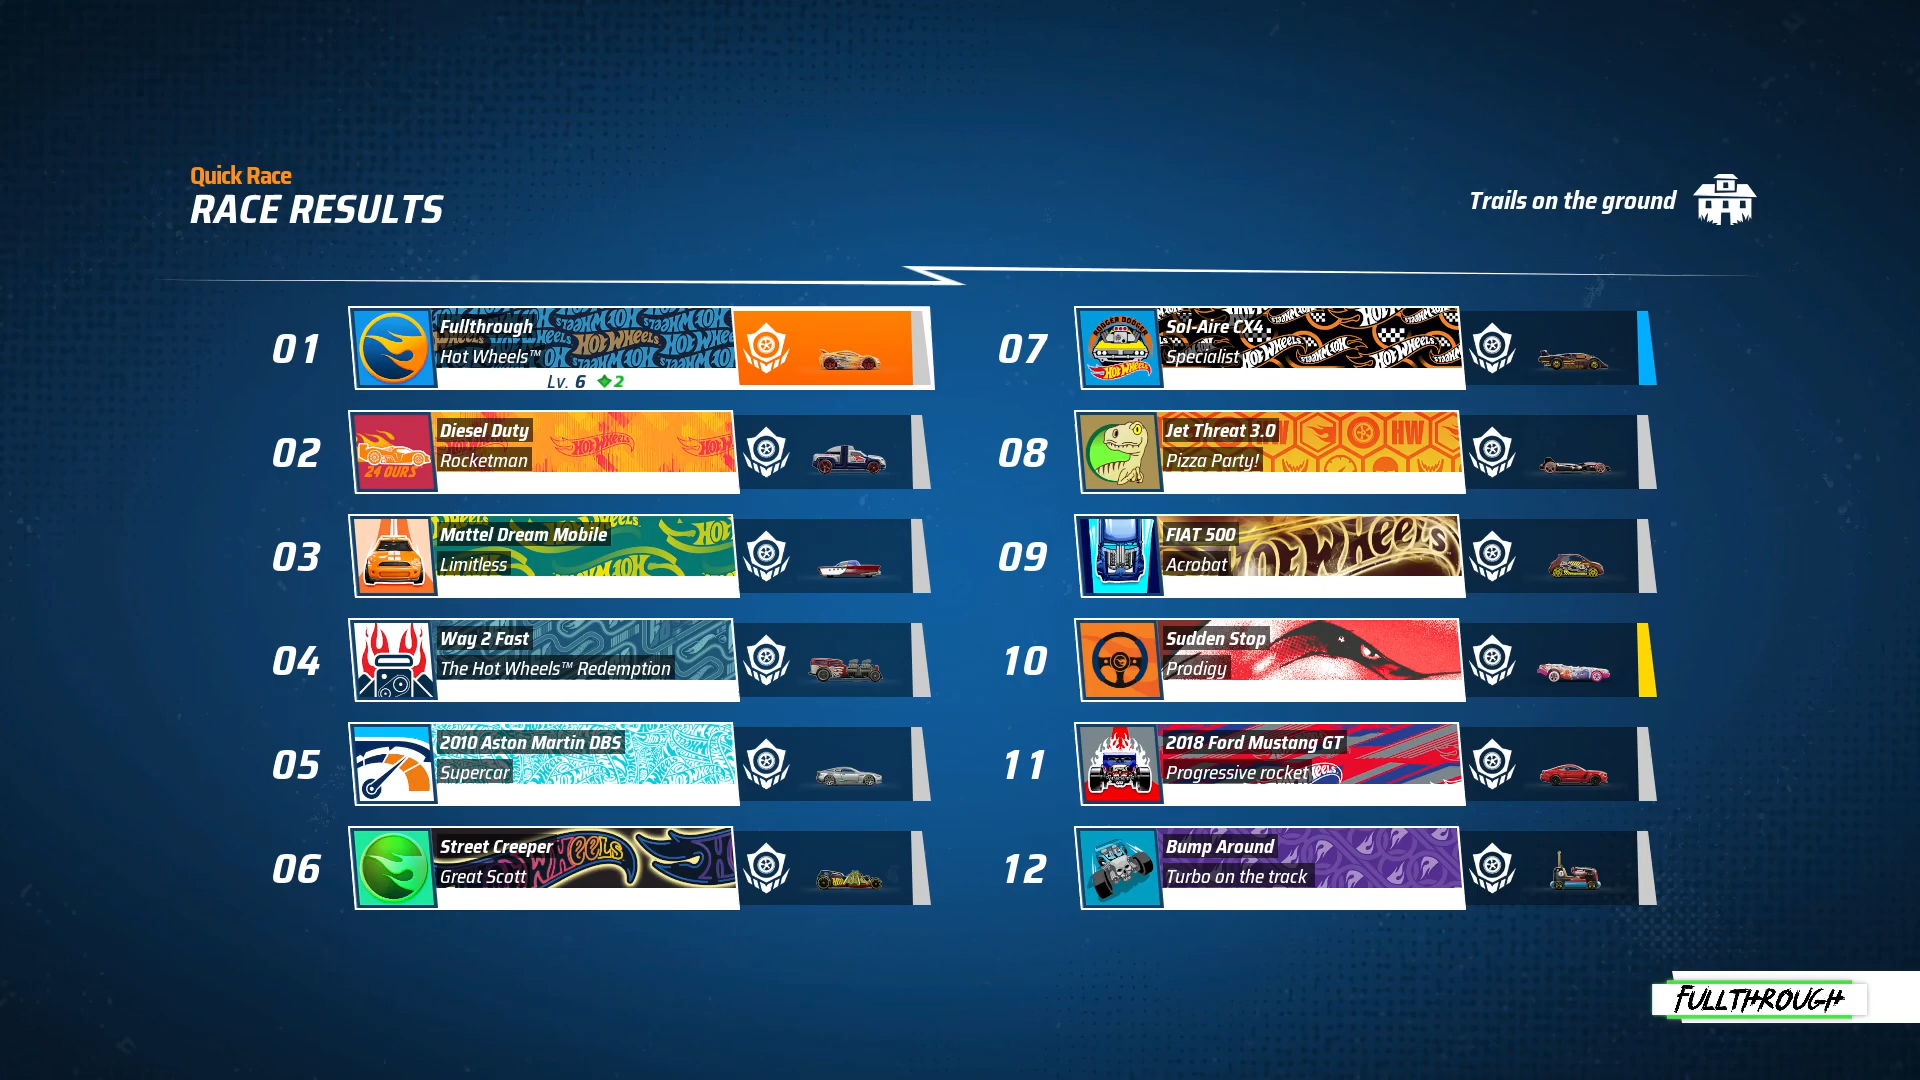 Quick Race
RACE RESULTS
Trails on the ground
01
Fullthrough
Hot Wheels™
Lv. 6 2
02
24 OURS
Diesel Duty
Rocketman
03
Mattel Dream Mobile
Limitless
04
Way 2 Fast
The Hot Wheels™ Redemption
05
2010 Aston Martin DBS
Supercar
06
Street Creeper
Great Scott
07
Sol-Aire CX4
Specialist
08
Jet Threat 3.0
Pizza Party!
HW
09
FIAT 500
Acrobat
10
Sudden Stop
Prodigy
11
2018 Ford Mustang GT
Progressive rocket
12
Bump Around
Turbo on the track
FULLTHROUGH